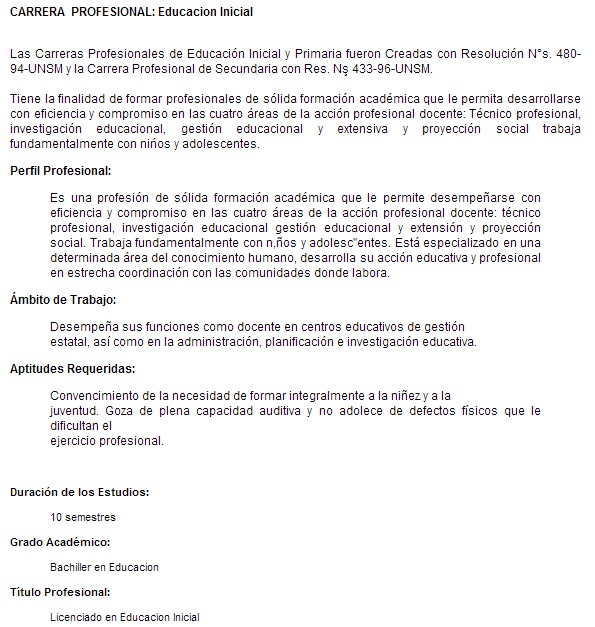 CARRERA PROFESIONAL: Educacion Inicial
Las Carreras Profesionales de Educación Inicial y Primaria fueron Creadas con Resolución N°s. 480-
94-UNSM y la Carrera Profesional de Secundaria con Res. Nş 433-96-UNSM.
Tiene la finalidad de formar profesionales de sólida formación académica que le permita desarrollarse
con eficiencia y compromiso en las cuatro áreas de la acción profesional docente: Técnico profesional,
investigación educacional, gestión educacional y extensiva y proyección social trabaja
fundamentalmente con nińos y adolescentes.
Perfil Profesional:
Es una profesión de sólida formación académica que le permite desempeñarse con
eficiencia y compromiso en las cuatro áreas de la acción profesional docente: técnico
profesional, investigación educacional gestión educacional y extensión y proyección
social. Trabaja fundamentalmente con n,ños y adolesc"entes. Está especializado en una
determinada área del conocimiento humano, desarrolla su acción educativa y profesional
en estrecha coordinación con las comunidades donde labora.
Ámbito de Trabajo:
Desempeña sus funciones como docente en centros educativos de gestión
estatal, así como en la administración, planificación e investigación educativa.
Aptitudes Requeridas:
Convencimiento de la necesidad de formar integralmente a la niñez y a la
juventud. Goza de plena capacidad auditiva y no adolece de defectos físicos que le
dificultan el
ejercicio profesional.
Duración de los Estudios:
10 semestres
Grado Académico:
Bachiller en Educacion
Título Profesional:
Licenciado en Educacion Inicial